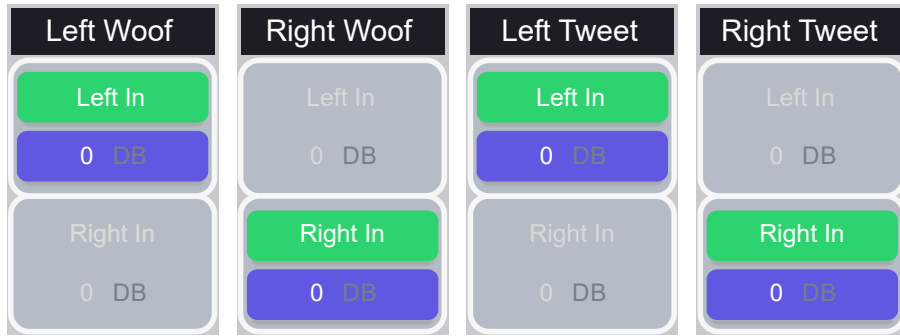 Left Woof Right Woof Left Tweet Right Tweet
Left In Left In Left In Left In
0 DB 0 DB 0 DB 0 DB
Right In Right In Right In Right In
0 DB 0 DB 0 DB 0 DB